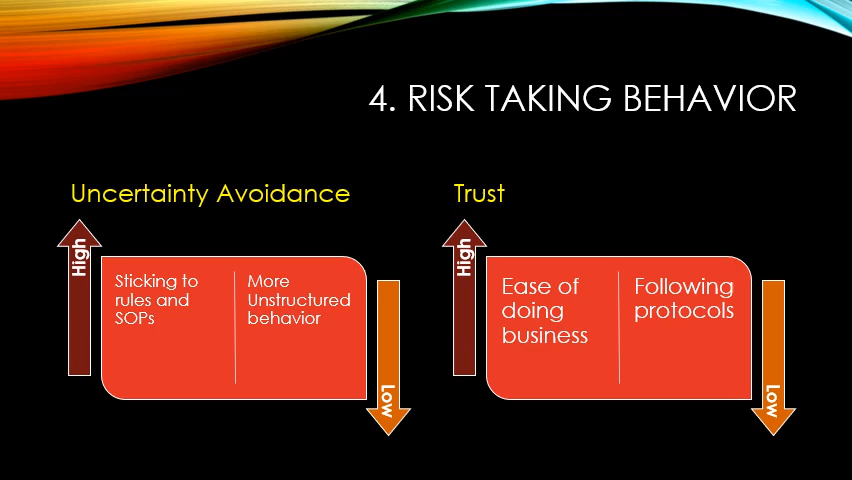 4. RISK TAKING BEHAVIOR
Uncertainty Avoidance
High
Sticking to
rules and
SOPs
More
Unstructured
behavior
Low
Trust
High
Ease of
doing
business
Following
protocols
Low